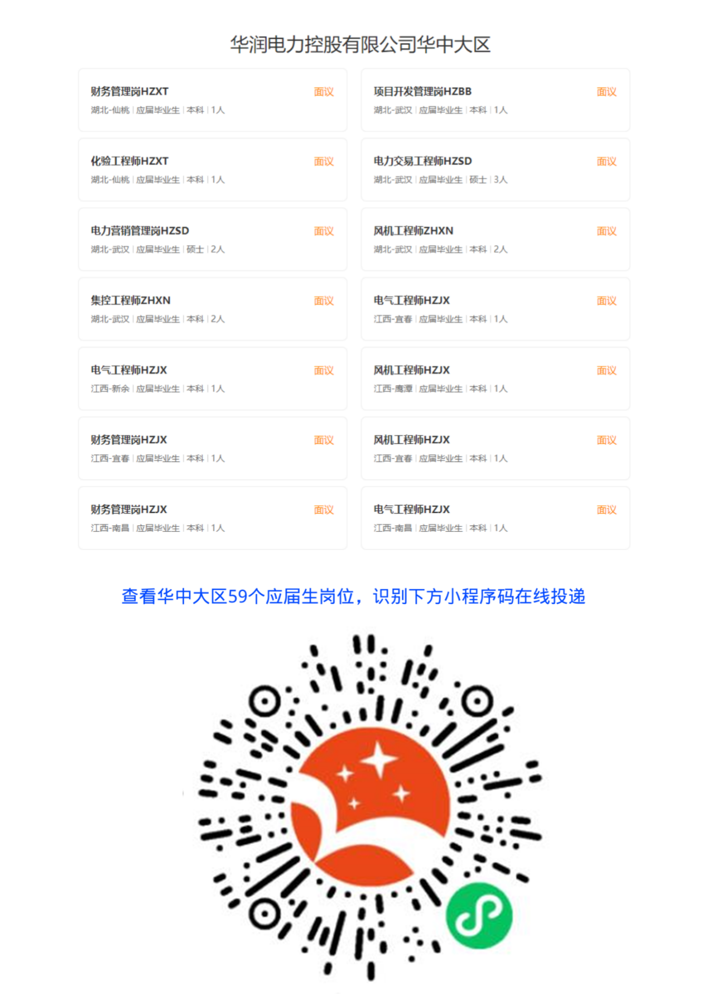 华润电力控股有限公司华中大区
财务管理岗HZXT 面议
湖北-仙桃 | 应届毕业生 | 本科 | 1人
项目开发管理岗HZBB 面议
湖北-武汉 | 应届毕业生 | 本科 | 1人
化验工程师HZXT 面议
湖北-仙桃 | 应届毕业生 | 本科 | 1人
电力交易工程师HZSD 面议
湖北-武汉 | 应届毕业生 | 硕士 | 3人
电力营销管理岗HZSD 面议
湖北-武汉 | 应届毕业生 | 硕士 | 2人
风机工程师ZHXN 面议
湖北-武汉 | 应届毕业生 | 本科 | 2人
集控工程师ZHXN 面议
湖北-武汉 | 应届毕业生 | 本科 | 2人
电气工程师HZJX 面议
江西-宜春 | 应届毕业生 | 本科 | 1人
电气工程师HZJX 面议
江西-新余 | 应届毕业生 | 本科 | 1人
风机工程师HZJX 面议
江西-鹰潭 | 应届毕业生 | 本科 | 1人
财务管理岗HZJX 面议
江西-宜春 | 应届毕业生 | 本科 | 1人
风机工程师HZJX 面议
江西-宜春 | 应届毕业生 | 本科 | 1人
财务管理岗HZJX 面议
江西-南昌 | 应届毕业生 | 本科 | 1人
电气工程师HZJX 面议
江西-南昌 | 应届毕业生 | 本科 | 1人
查看华中大区59个应届生岗位，识别下方小程序码在线投递